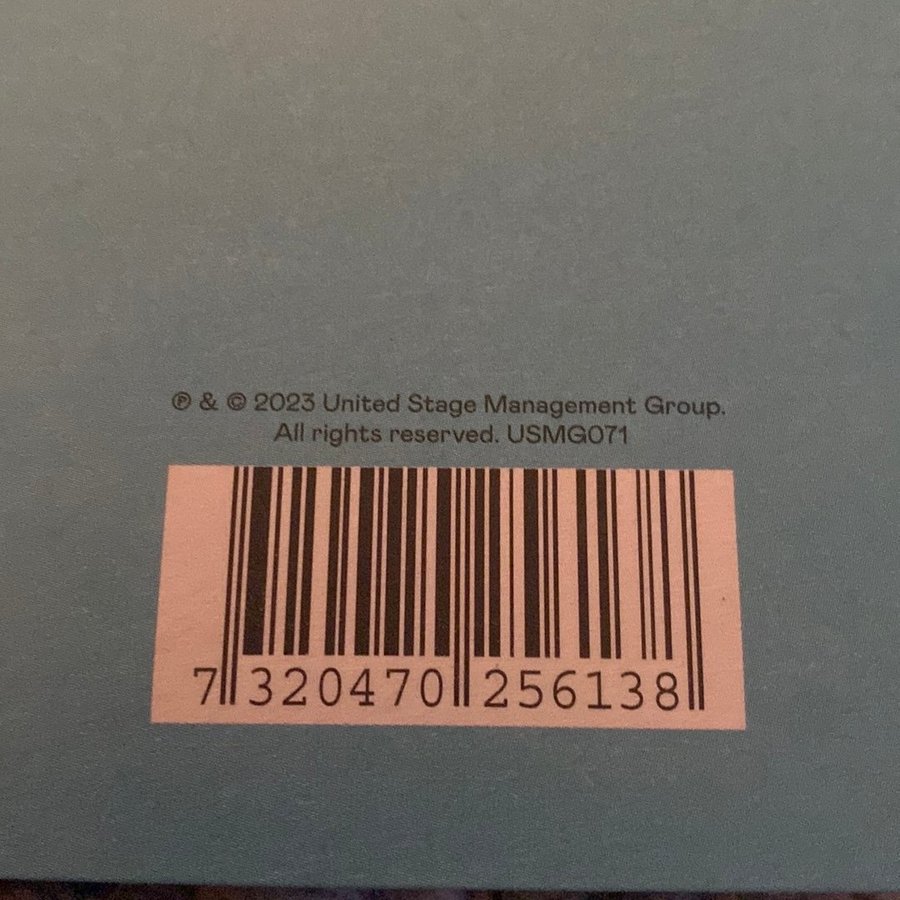 ℗ & © 2023 United Stage Management Group.
All rights reserved. USMG071
7 320470 256138